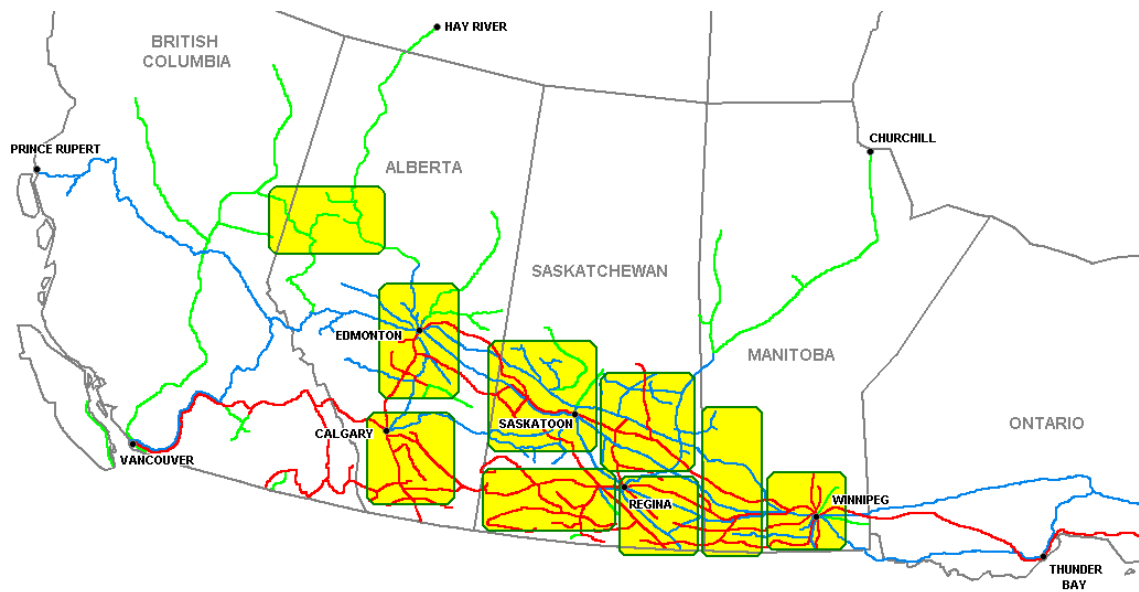 HAY RIVER
BRITISH
COLUMBIA
CHURCHILL
PRINCE RUPERT
ALBERTA
SASKATCHEWAN
EDMONTON
MANITOBA
SASKATOON
ONTARIO
CALGARY
VANCOUVER
WINNIPEG
REGINA
THUNDER
BAY